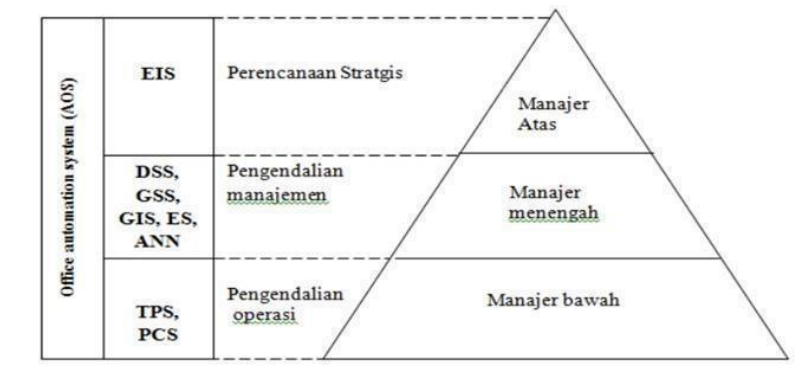 Office automation system (AOS)
EIS
Perencanaan Stratgis
Manajer
Atas
DSS,
GSS,
GIS, ES,
ANN
Pengendalian
manajemen
Manajer
menengah
TPS,
PCS
Pengendalian
operasi
Manajer bawah